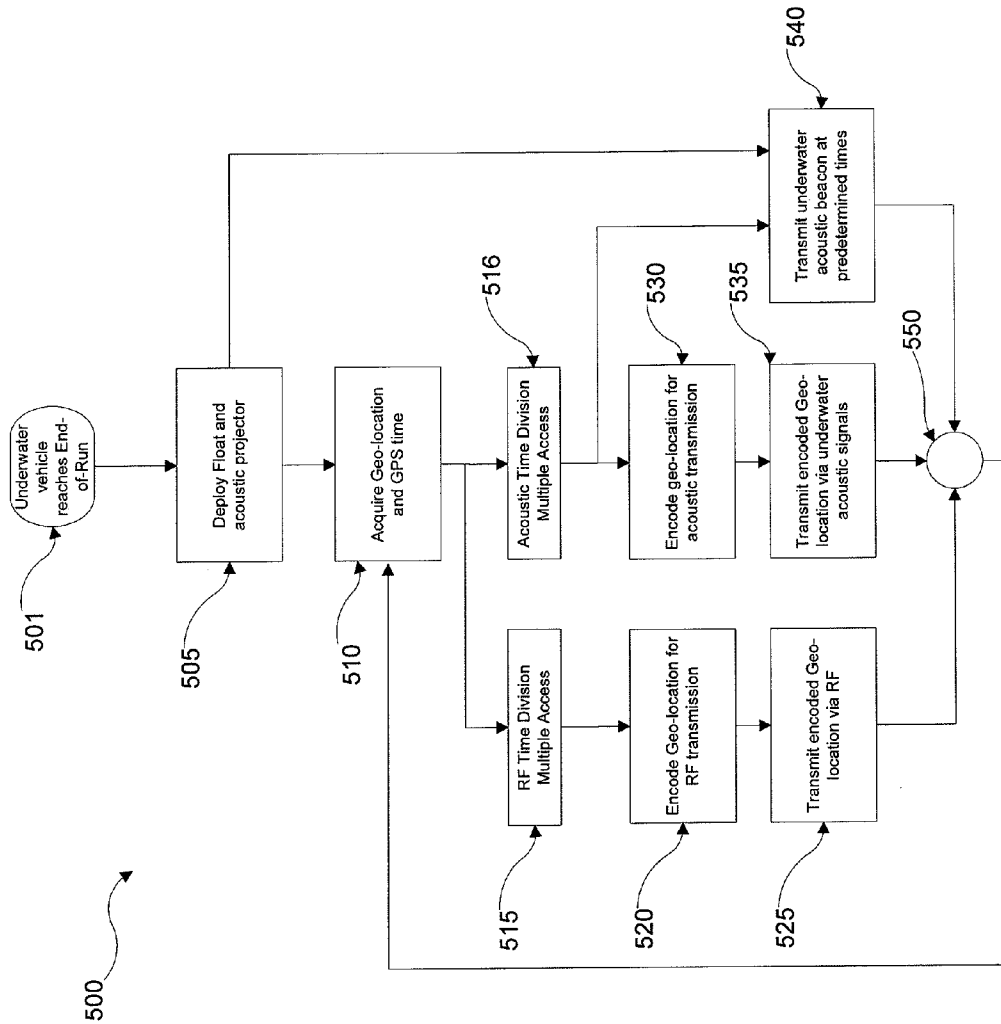 500
Underwater
vehicle
reaches End-
of-Run
501
Deploy Float and
acoustic projector
505
Acquire Geo-location
and GPS time
510
RF Time Division
Multiple Access
515
Acoustic Time Division
Multiple Access
516
Encode Geo-location for
RF transmission
520
Encode geo-location for
acoustic transmission
530
Transmit encoded Geo-
location via RF
525
Transmit encoded Geo-
location via underwater
acoustic signals
535
Transmit underwater
acoustic beacon at
predetermined times
540
550